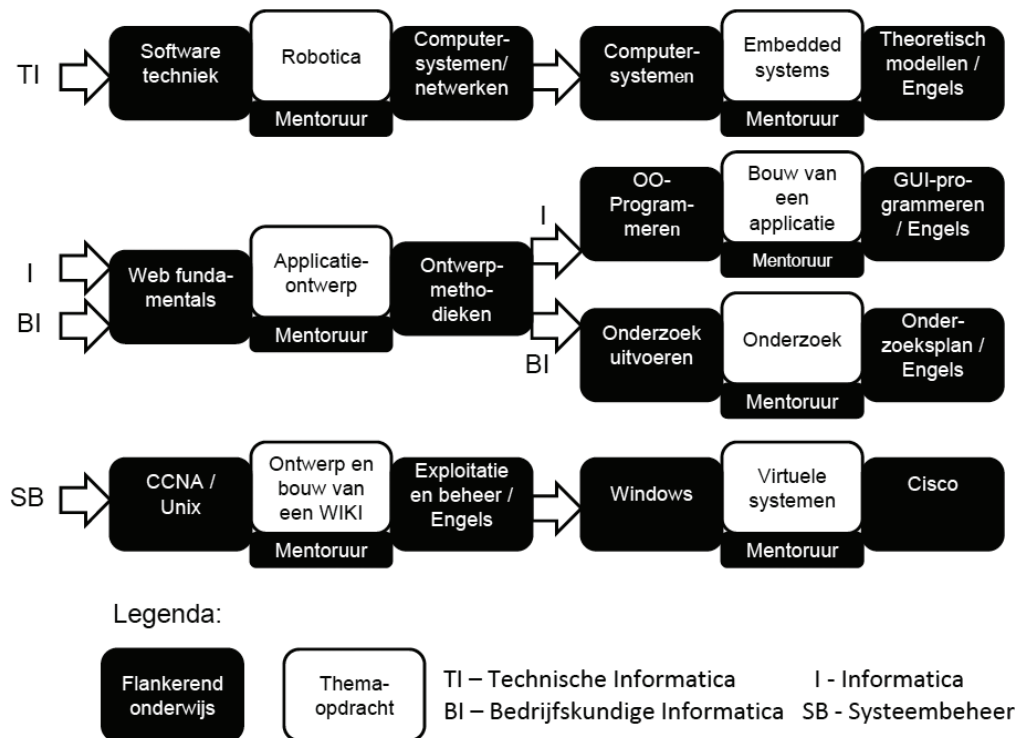 TI
Software
techniek
Robotica
Mentoruur
Computer-
systemen/
netwerken
Computer-
systemen
Embedded
systems
Mentoruur
Theoretisch
modellen /
Engels
I
BI
Web funda-
mentals
Applicatie-
ontwerp
Mentoruur
Ontwerp-
metho-
dieken
I
OO-
Program-
meren
Bouw van
een
applicatie
Mentoruur
GUI-pro-
grammeren
/ Engels
BI
Onderzoek
uitvoeren
Onderzoek
Mentoruur
Onder-
zoeksplan /
Engels
SB
CCNA /
Unix
Ontwerp en
bouw van
een WIKI
Mentoruur
Exploitatie
en beheer /
Engels
Windows
Virtuele
systemen
Mentoruur
Cisco
Legenda:
Flankerend
onderwijs
Thema-
opdracht
TI – Technische Informatica
I - Informatica
BI – Bedrijfskundige Informatica
SB - Systeembeheer